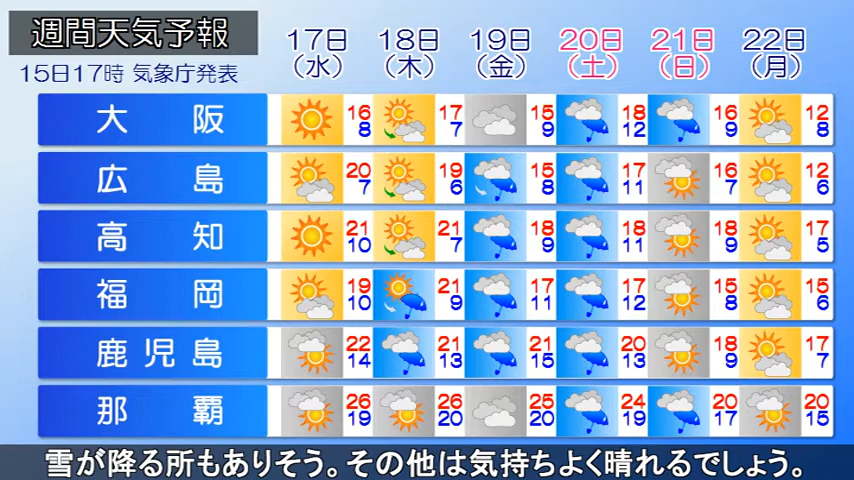 週間天気予報
15日17時 気象庁発表
17日 18日 19日 20日 21日 22日
(水) (木) (金) (土) (日) (月)
大阪 16 8 17 7 15 9 18 12 16 9 12 8
広島 20 7 19 6 15 8 17 11 16 7 12 6
高知 21 10 21 7 18 9 18 11 18 9 17 5
福岡 19 10 21 9 17 11 17 12 15 8 15 6
鹿児島 22 14 21 13 21 15 20 13 18 9 17 7
那覇 26 19 26 20 25 20 24 19 20 17 20 15
雪が降る所もありそう。その他は気持ちよく晴れるでしょう。